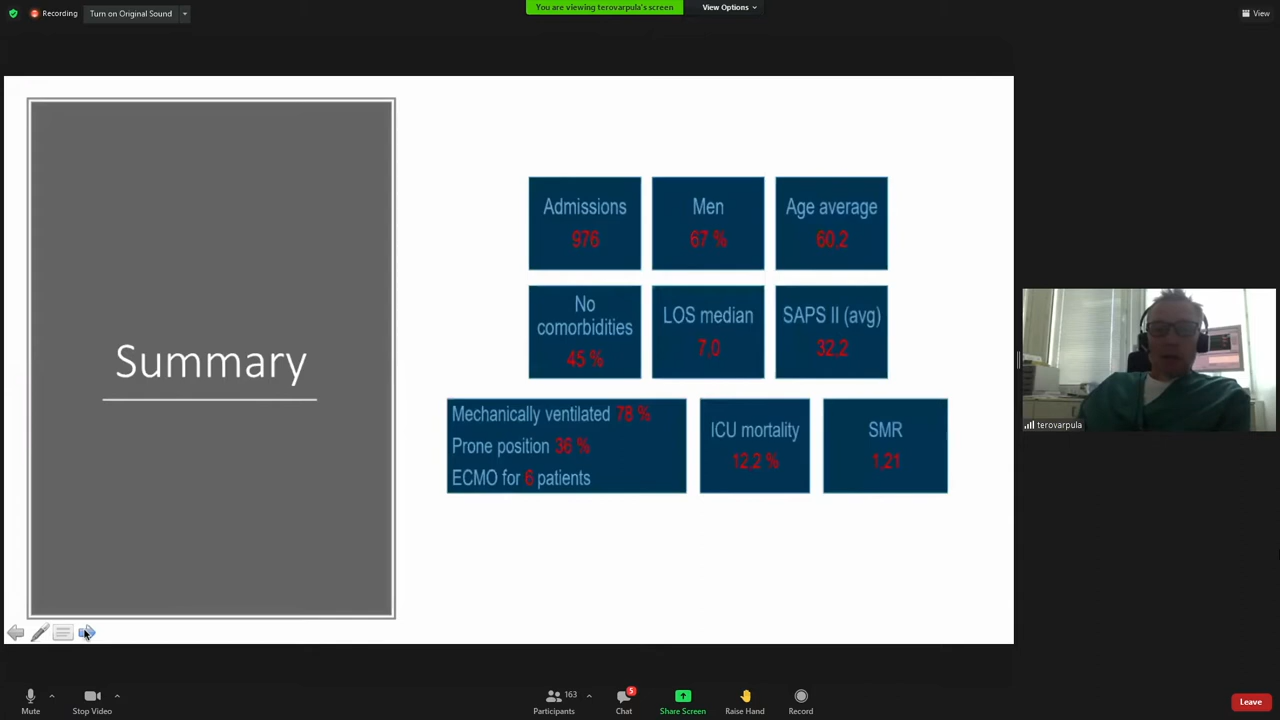 Recording
Turn on Original Sound
You are viewing terovarpula's screen
View Options
View
Summary
Admissions
976
Men
67 %
Age average
60,2
No
comorbidities
45 %
LOS median
7,0
SAPS II (avg)
32,2
Mechanically ventilated 78 %
Prone position 36 %
ECMO for 6 patients
ICU mortality
12,2 %
SMR
1,21
terovarpula
Mute
Stop Video
163
Participants
5
Chat
Share Screen
Raise Hand
Record
Leave